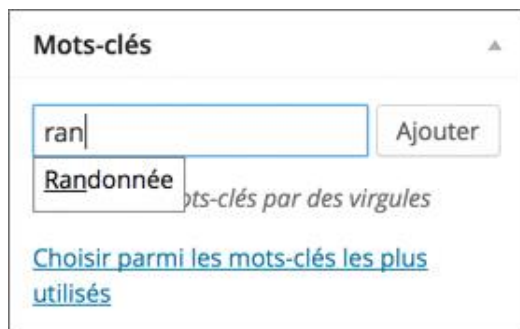 Mots-clés
ran
Ajouter
Randonnée
ots-clés par des virgules
Choisir parmi les mots-clés les plus
utilisés